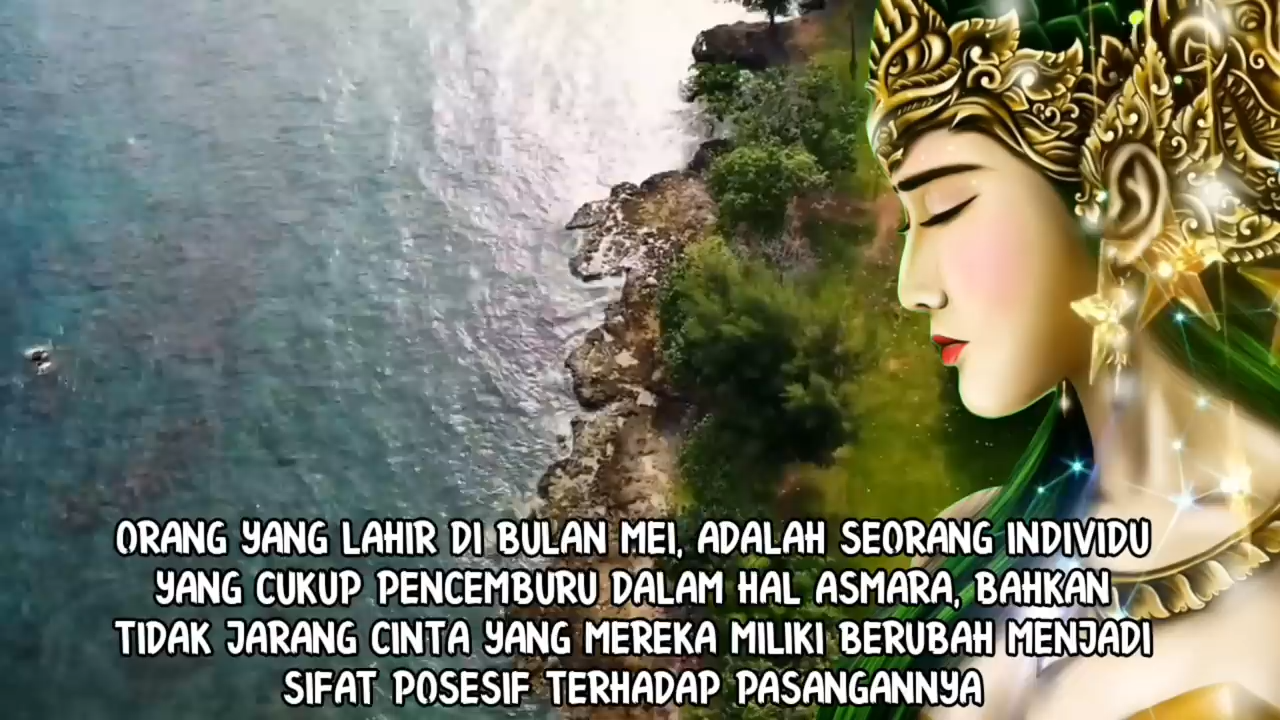 ORANG YANG LAHIR DI BULAN MEI, ADALAH SEORANG INDIVIDU
YANG CUKUP PENCEMBURU DALAM HAL ASMARA, BAHKAN
TIDAK JARANG CINTA YANG MEREKA MILIKI BERUBAH MENJADI
SIFAT POSESIF TERHADAP PASANGANNYA